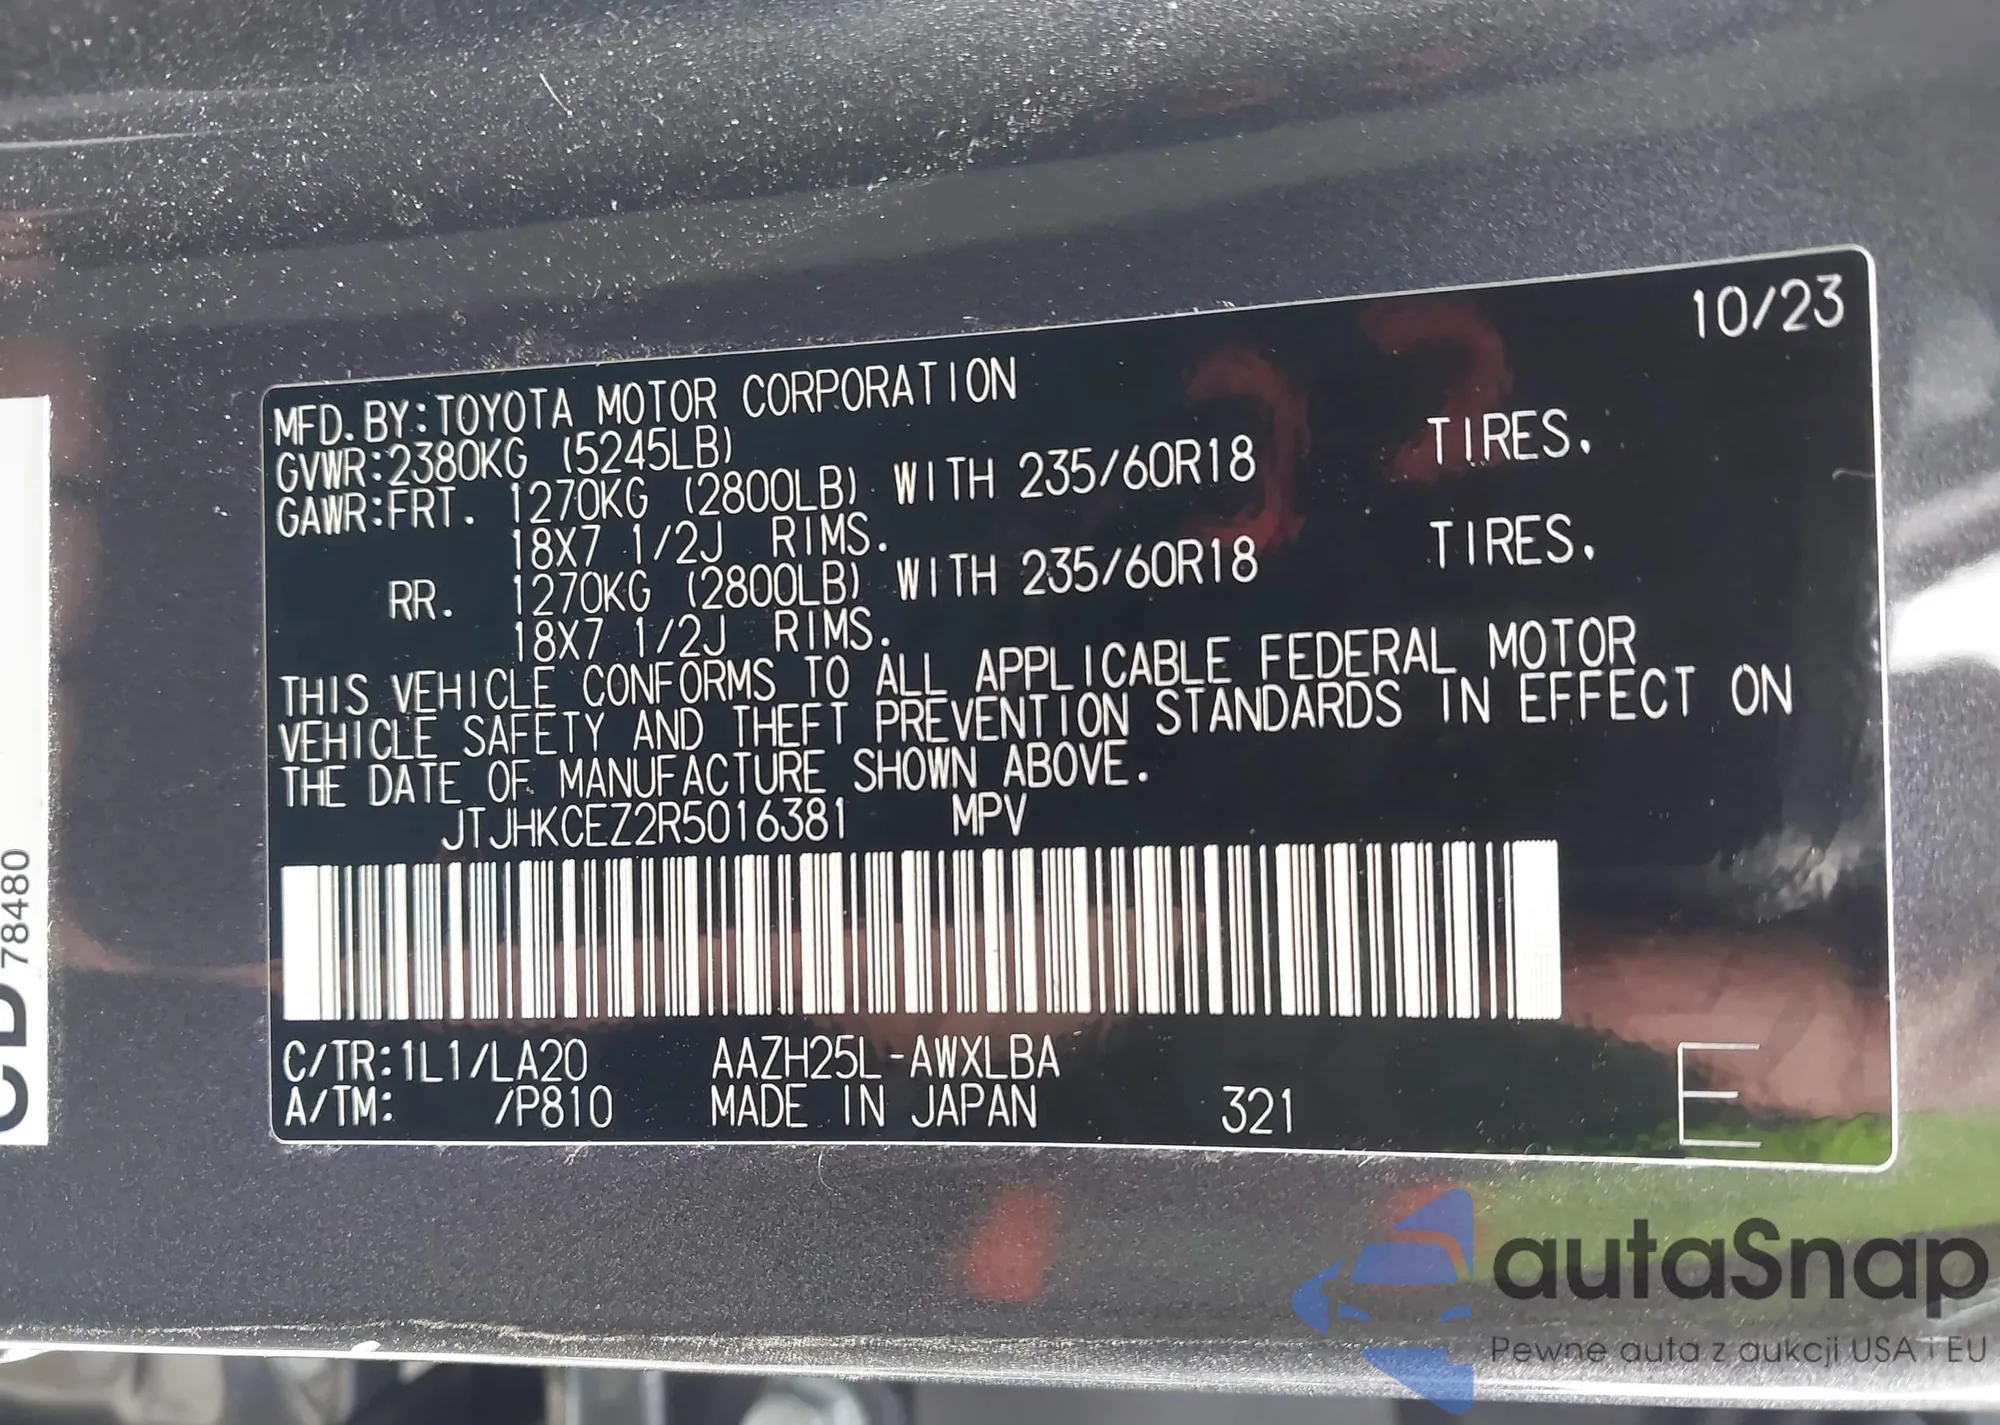 10/23
MFD. BY:TOYOTA MOTOR CORPORATION
GVWR:2380KG (5245LB)
GAWR:FRT. 1270KG (2800LB) WITH 235/60R18 TIRES.
18X7 1/2J RIMS.
RR. 1270KG (2800LB) WITH 235/60R18 TIRES.
18X7 1/2J RIMS.
THIS VEHICLE CONFORMS TO ALL APPLICABLE FEDERAL MOTOR
VEHICLE SAFETY AND THEFT PREVENTION STANDARDS IN EFFECT ON
THE DATE OF MANUFACTURE SHOWN ABOVE.
JTJHKCEZ2R5016381 MPV
C/TR:1L1/LA20 AAZH25L-AWXLBA
A/TM: /P810 MADE IN JAPAN 321 E
78480
autaSnap
Pewne auta z aukcji USA i EU